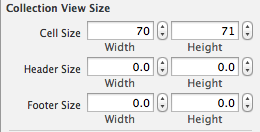 Collection View Size
Cell Size 70 71
Width Height
Header Size 0.0 0.0
Width Height
Footer Size 0.0 0.0
Width Height